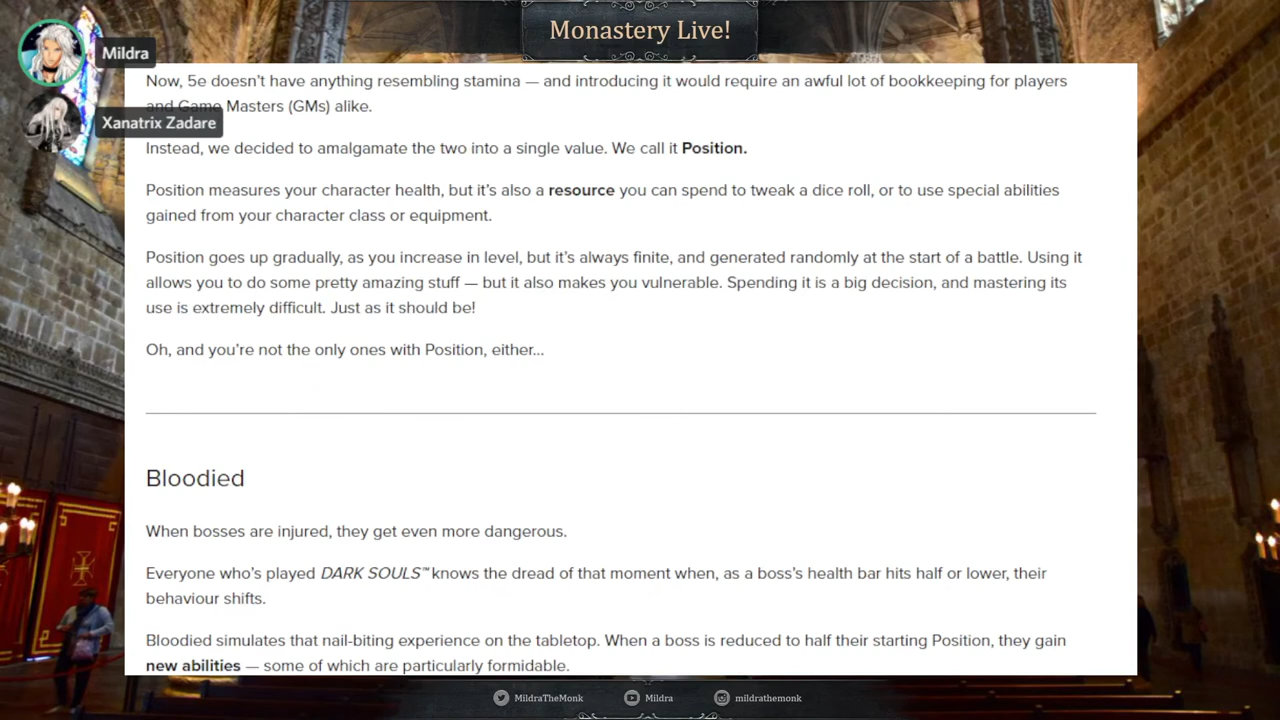 Monastery Live!
Mildra
Xanatrix Zadare
Now, 5e doesn't have anything resembling stamina — and introducing it would require an awful lot of bookkeeping for players
and Game Masters (GMs) alike.
Instead, we decided to amalgamate the two into a single value. We call it Position.
Position measures your character health, but it's also a resource you can spend to tweak a dice roll, or to use special abilities
gained from your character class or equipment.
Position goes up gradually, as you increase in level, but it's always finite, and generated randomly at the start of a battle. Using it
allows you to do some pretty amazing stuff — but it also makes you vulnerable. Spending it is a big decision, and mastering its
use is extremely difficult. Just as it should be!
Oh, and you're not the only ones with Position, either...
Bloodied
When bosses are injured, they get even more dangerous.
Everyone who's played DARK SOULS™ knows the dread of that moment when, as a boss's health bar hits half or lower, their
behaviour shifts.
Bloodied simulates that nail-biting experience on the tabletop. When a boss is reduced to half their starting Position, they gain
new abilities — some of which are particularly formidable.
MildraTheMonk
Mildra
mildrathemonk